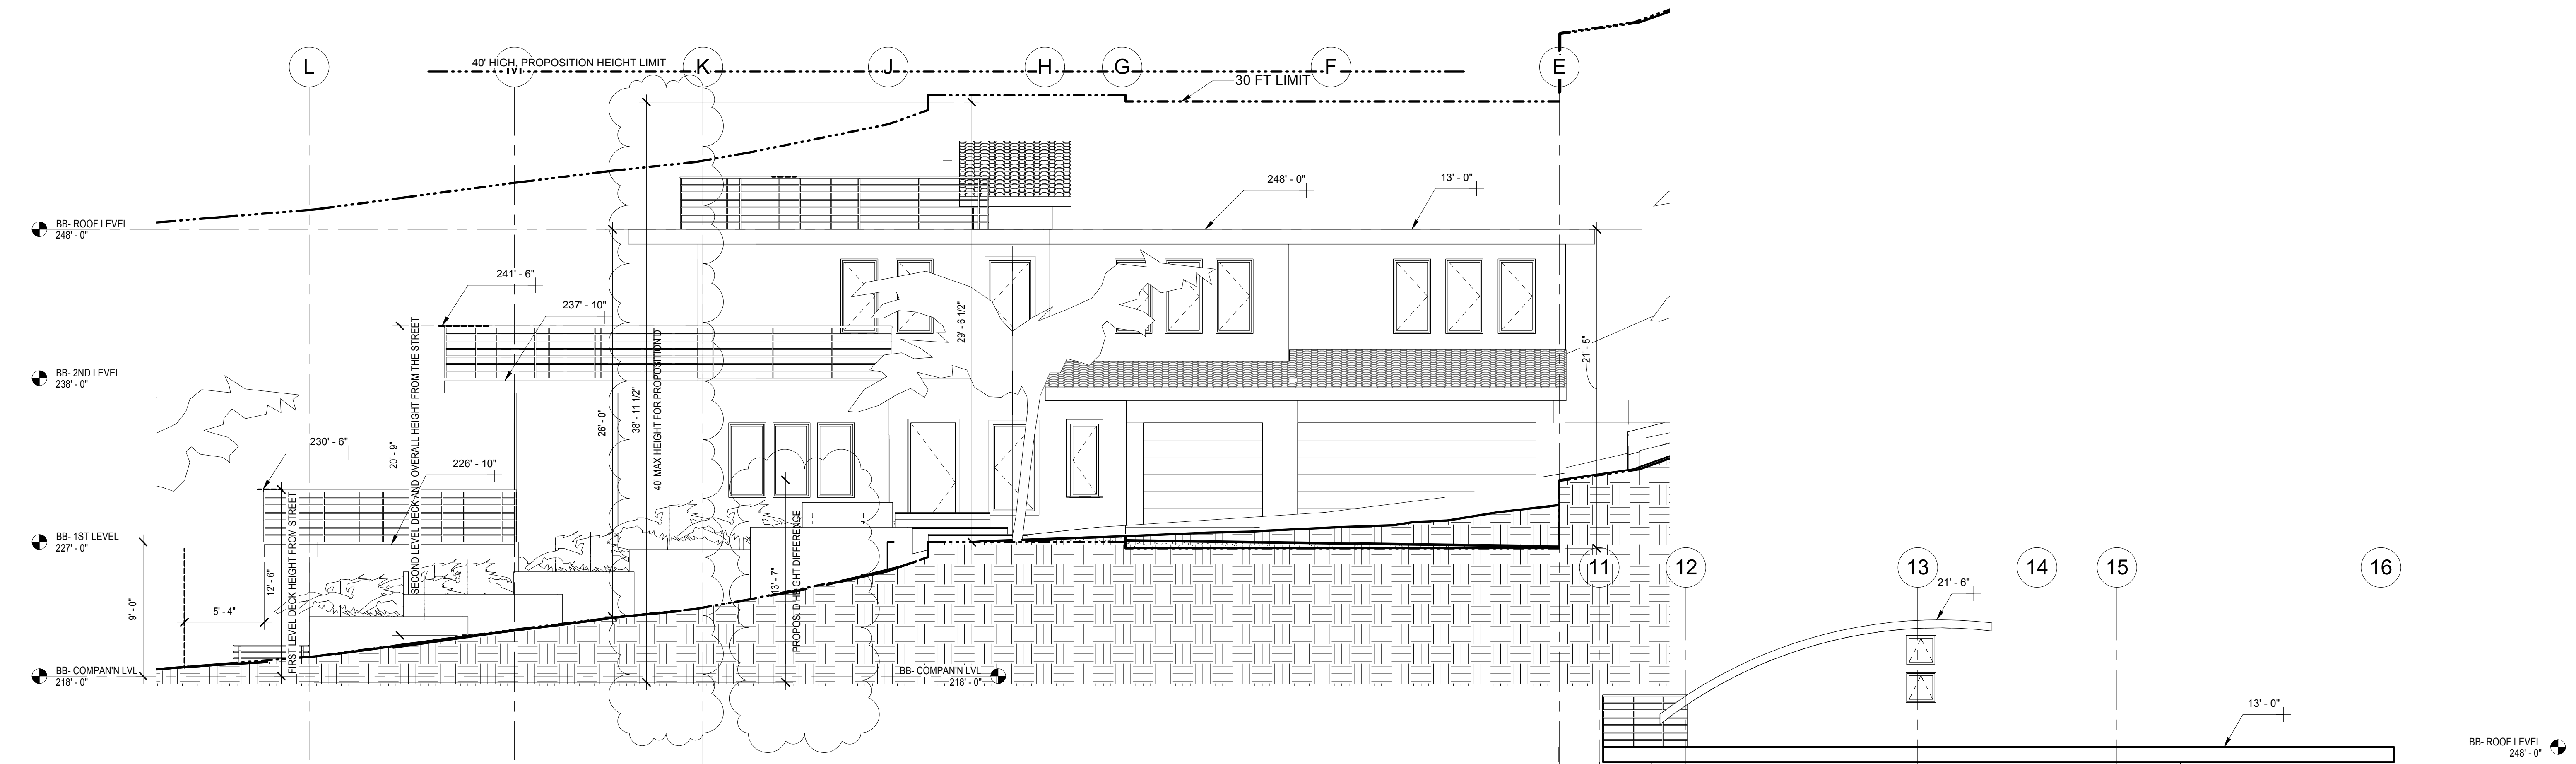 40' HIGH, PROPOSITION HEIGHT LIMIT
L
M
K
J
H
G
F
E
30 FT LIMIT
248' - 0"
13' - 0"
BB- ROOF LEVEL
248' - 0"
241' - 6"
237' - 10"
BB- 2ND LEVEL
238' - 0"
230' - 6"
226' - 10"
BB- 1ST LEVEL
227' - 0"
9' - 0"
5' - 4"
12' - 6"
FIRST LEVEL DECK HEIGHT FROM STREET
20' - 9"
SECOND LEVEL DECK AND OVERALL HEIGHT FROM THE STREET
26' - 0"
38' - 11 1/2"
40' MAX HEIGHT FOR PROPOSITION D
13' - 7"
PROPOS. D HEIGHT DIFFERENCE
29' - 6 1/2"
21' - 5"
BB- COMPAN'N LVL
218' - 0"
BB- COMPAN'N LVL
218' - 0"
11
12
13
14
15
16
21' - 6"
13' - 0"
BB- ROOF LEVEL
248' - 0"